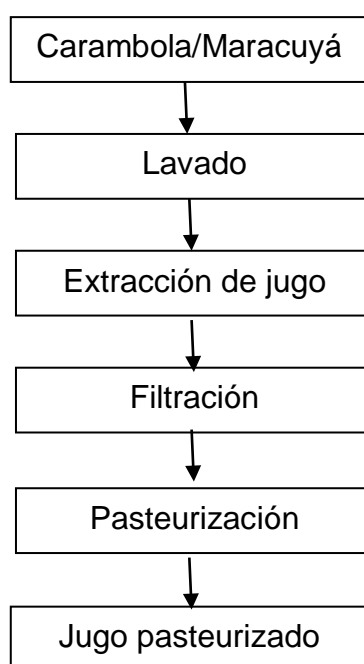 Carambola/Maracuyá
Lavado
Extracción de jugo
Filtración
Pasteurización
Jugo pasteurizado